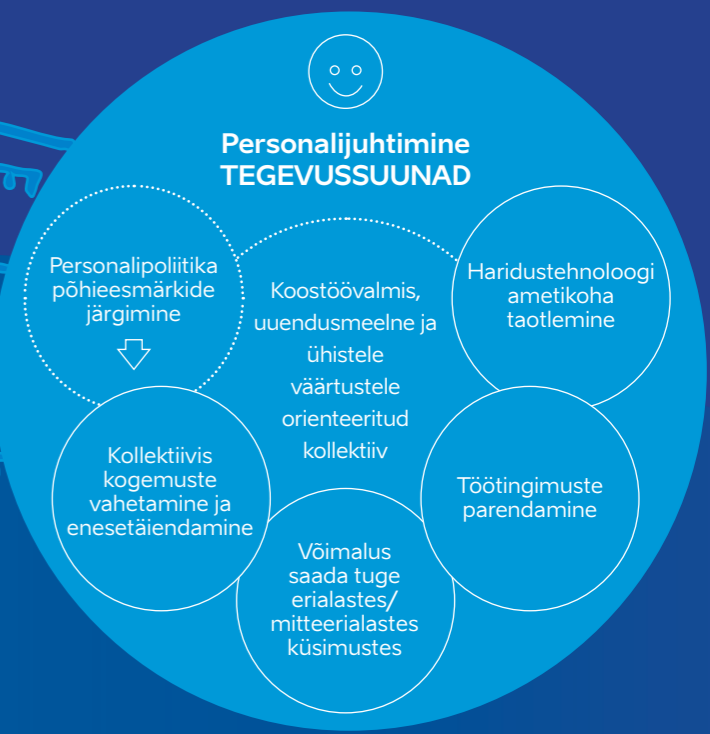 Personalijuhtimine
TEGEVUSSUUNAD
Personalipoliitika
põhieesmärkide
järgimine
Koostöövalmis,
uuendusmeelne ja
ühistele
väärtustele
orienteeritud
kollektiiv
Haridustehnoloogi
ametikoha
taotlemine
Kollektiivis
kogemuste
vahetamine ja
enesetäiendamine
Töötingimuste
parendamine
Võimalus
saada tuge
erialastes/
mitteerialastes
küsimustes